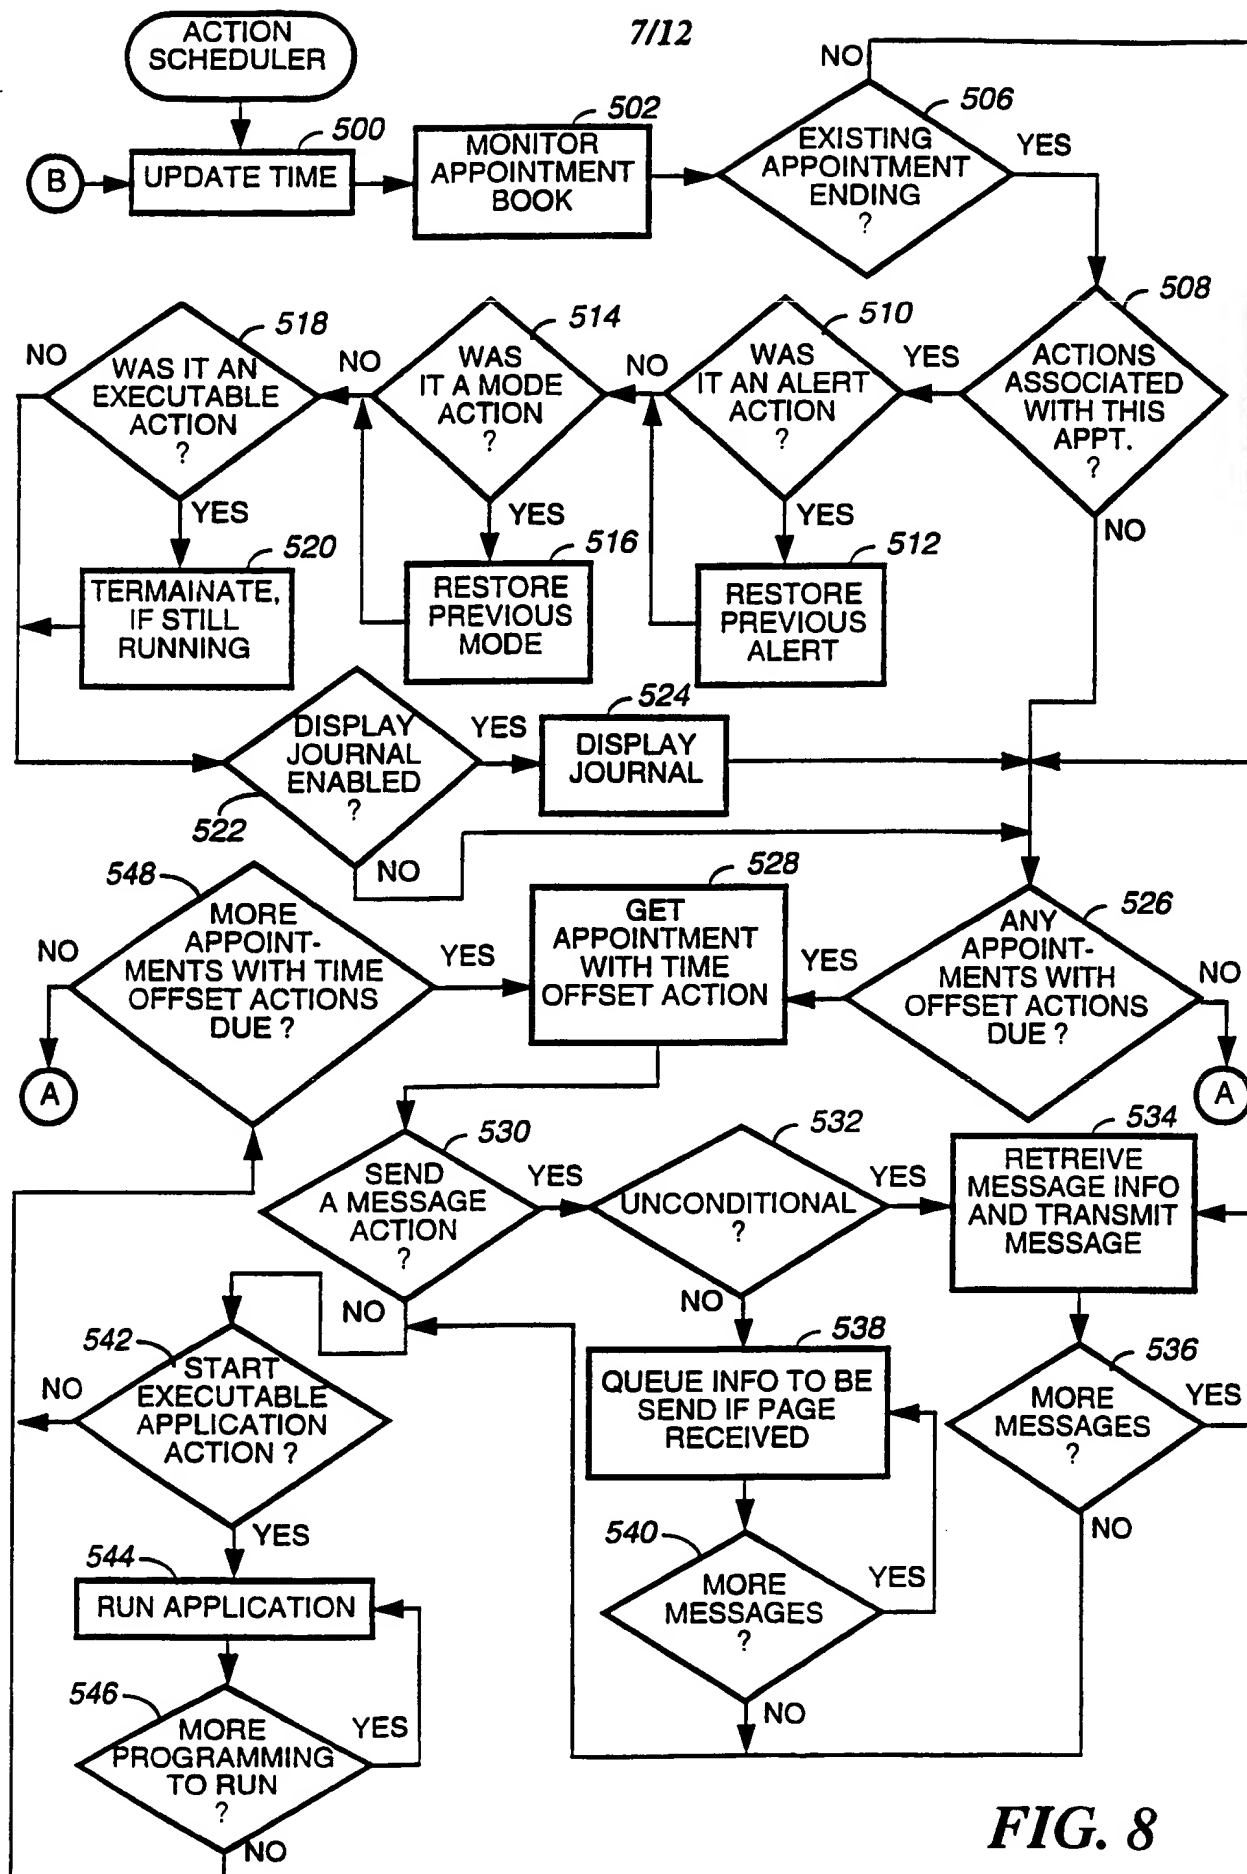 7/12
ACTION
SCHEDULER
500
B
UPDATE TIME
502
MONITOR
APPOINTMENT
BOOK
NO
506
EXISTING
APPOINTMENT
ENDING
?
YES
508
ACTIONS
ASSOCIATED
WITH THIS
APPT.
?
YES
NO
510
WAS
IT AN ALERT
ACTION
?
NO
YES
512
RESTORE
PREVIOUS
ALERT
514
WAS
IT A MODE
ACTION
?
NO
YES
516
RESTORE
PREVIOUS
MODE
518
WAS IT AN
EXECUTABLE
ACTION
?
NO
YES
520
TERMAINATE,
IF STILL
RUNNING
DISPLAY
JOURNAL
ENABLED
?
522
YES
NO
524
DISPLAY
JOURNAL
526
ANY
APPOINT-
MENTS WITH
OFFSET ACTIONS
DUE ?
YES
NO
A
528
GET
APPOINTMENT
WITH TIME
OFFSET ACTION
548
MORE
APPOINT-
MENTS WITH TIME
OFFSET ACTIONS
DUE ?
YES
NO
A
530
SEND
A MESSAGE
ACTION
?
YES
NO
532
UNCONDITIONAL
?
YES
NO
534
RETREIVE
MESSAGE INFO
AND TRANSMIT
MESSAGE
536
MORE
MESSAGES
?
YES
NO
538
QUEUE INFO TO BE
SEND IF PAGE
RECEIVED
540
MORE
MESSAGES
?
YES
NO
542
START
EXECUTABLE
APPLICATION
ACTION ?
NO
YES
544
RUN APPLICATION
546
MORE
PROGRAMMING
TO RUN
?
YES
NO
FIG. 8